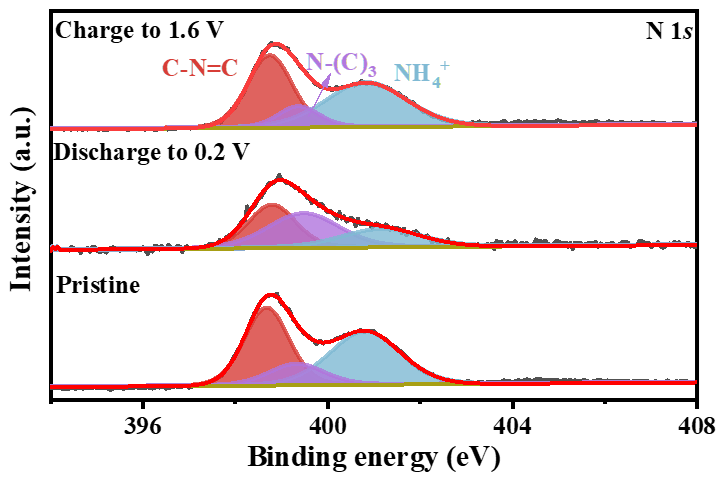 Charge to 1.6 V
N 1s
C-N=C
N-(C)₃
NH₄⁺
Discharge to 0.2 V
Pristine
Intensity (a.u.)
396
400
404
408
Binding energy (eV)